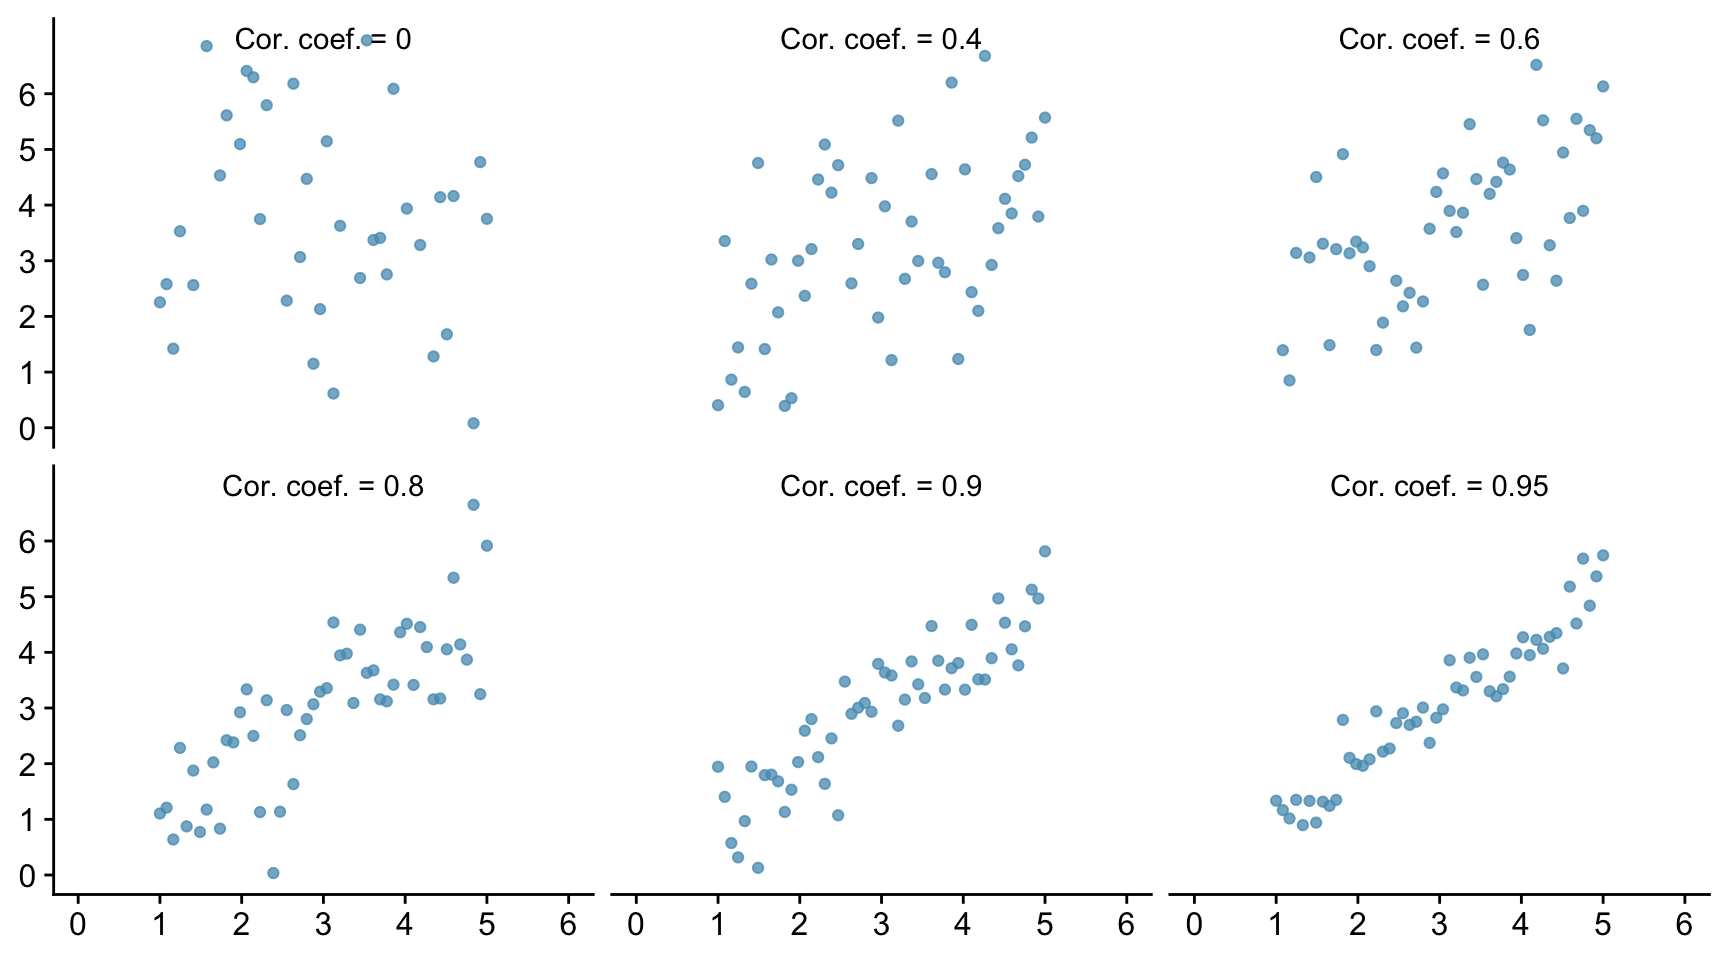 Cor. coef. = 0
Cor. coef. = 0.4
Cor. coef. = 0.6
6
5
4
3
2
1
0
Cor. coef. = 0.8
Cor. coef. = 0.9
Cor. coef. = 0.95
6
5
4
3
2
1
0
0 1 2 3 4 5 6
0 1 2 3 4 5 6
0 1 2 3 4 5 6